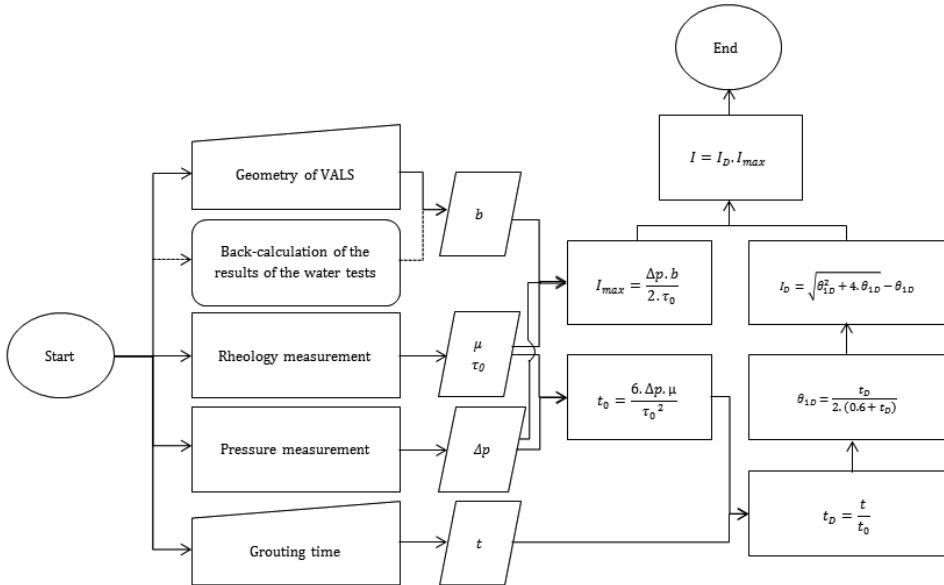 End
I = I_D. I_max
Geometry of VALS
b
Back-calculation of the
results of the water tests
I_max = Δp. b / 2. τ_0
I_D = √(θ_1D^2 + 4. θ_1D) − θ_1D
Start
Rheology measurement
μ
τ_0
t_0 = 6. Δp. μ / τ_0^2
θ_1D = t_D / 2. (0.6 + t_D)
Pressure measurement
Δp
Grouting time
t
t_D = t / t_0